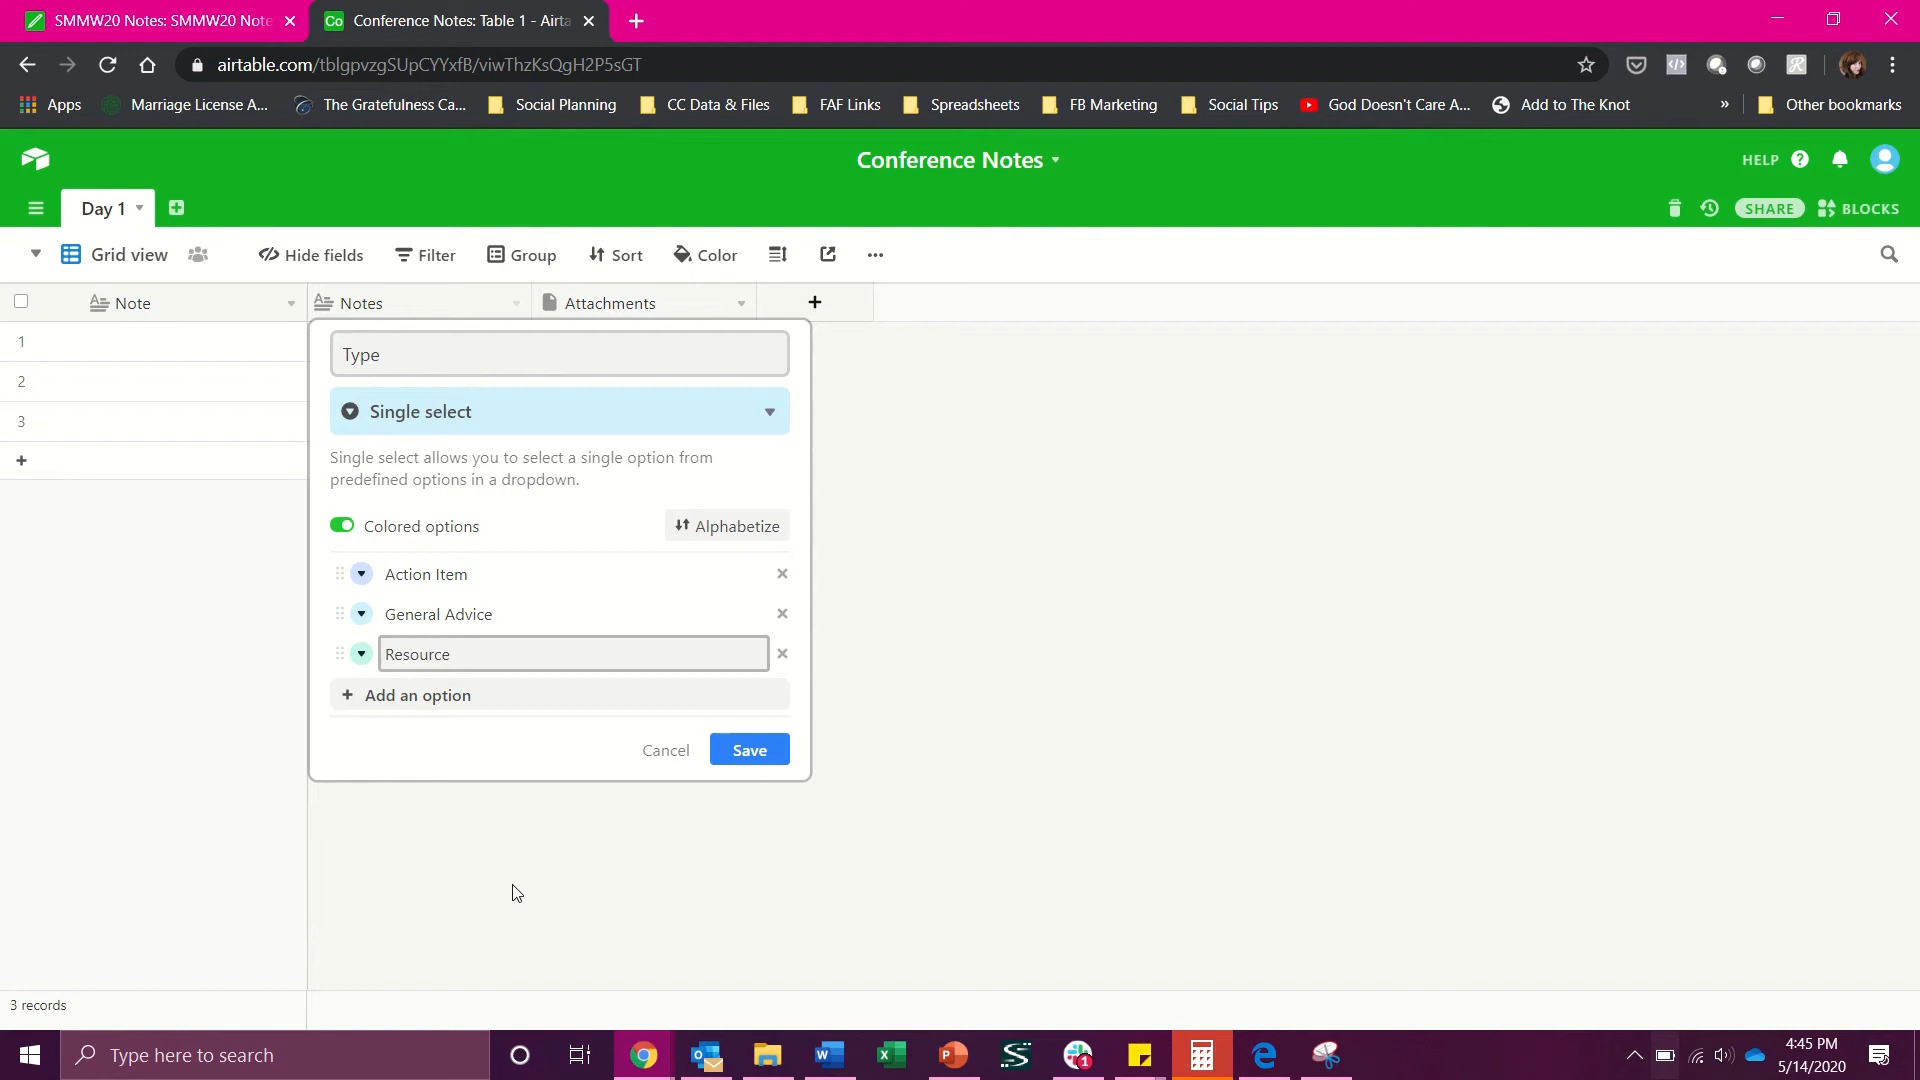 SMMW20 Notes: SMMW20 Note
Conference Notes: Table 1 - Airta
airtable.com/tblgpvzgSUpCYYxfB/viwThzKsQgH2P5sGT
Apps
Marriage License A...
The Gratefulness Ca...
Social Planning
CC Data & Files
FAF Links
Spreadsheets
FB Marketing
Social Tips
God Doesn't Care A...
Add to The Knot
»
Other bookmarks
Conference Notes
HELP
Day 1
SHARE
BLOCKS
Grid view
Hide fields
Filter
Group
Sort
Color
Note
Notes
Attachments
1
2
3
Type
Single select
Single select allows you to select a single option from
predefined options in a dropdown.
Colored options
Alphabetize
Action Item
General Advice
Resource
Add an option
Cancel
Save
3 records
Type here to search
1
4:45 PM
5/14/2020